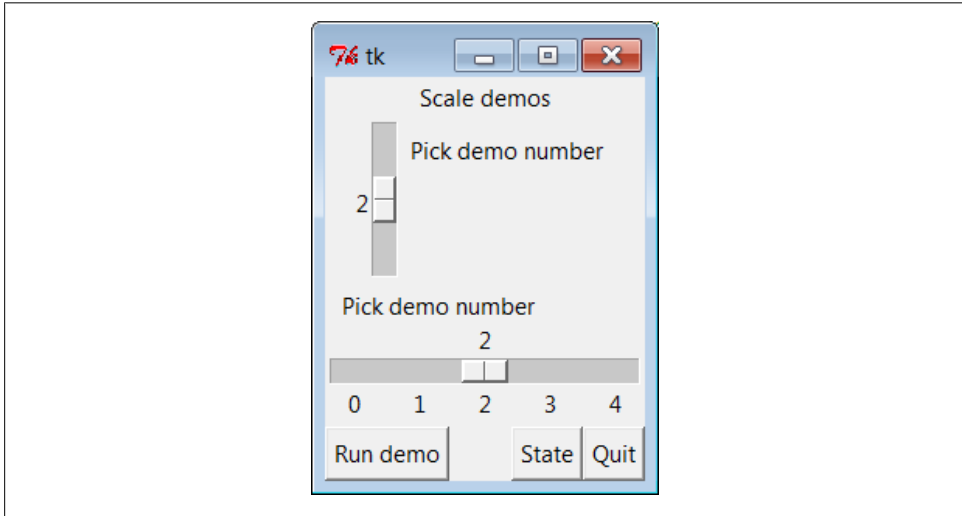 tk
Scale demos
Pick demo number
2
Pick demo number
2
0 1 2 3 4
Run demo State Quit